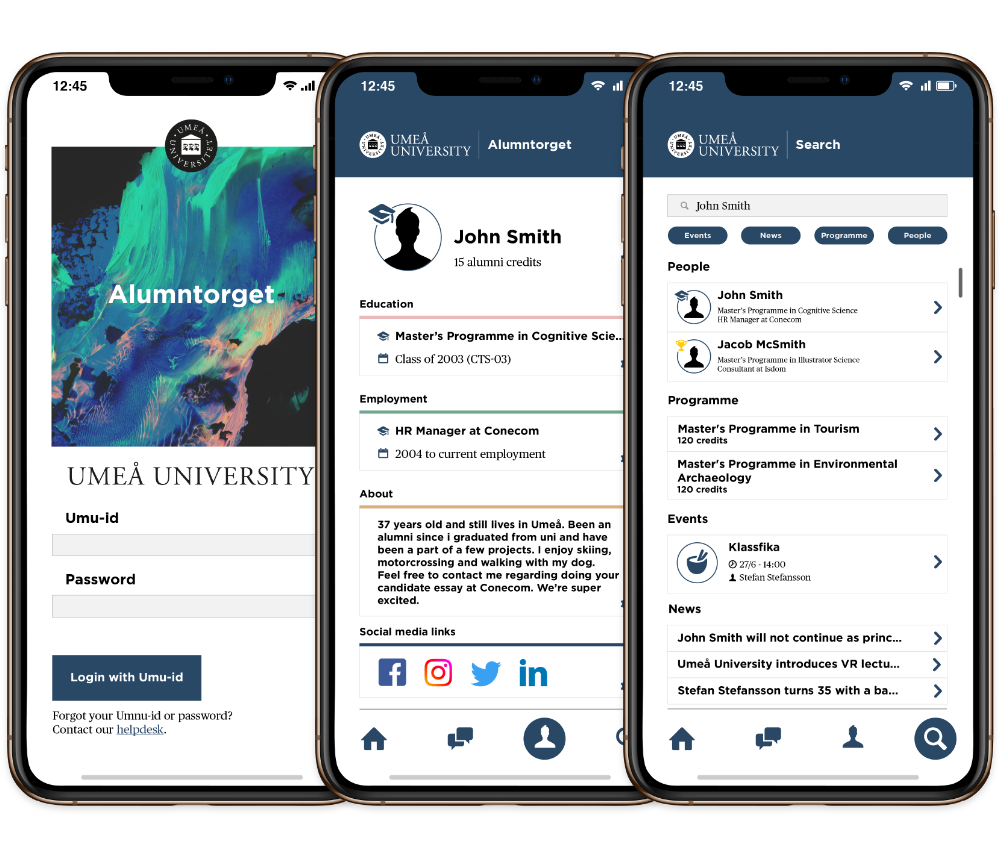 12:45
UMEÅ
UNIVERSITET
Alumntorget
UMEÅ UNIVERSITY
Umu-id
Password
Login with Umu-id
Forgot your Umnu-id or password?
Contact our helpdesk.
12:45
UMEÅ
UNIVERSITY
Alumntorget
John Smith
15 alumni credits
Education
Master's Programme in Cognitive Scie...
Class of 2003 (CTS-03)
Employment
HR Manager at Conecom
2004 to current employment
About
37 years old and still lives in Umeå. Been an
alumni since i graduated from uni and have
been a part of a few projects. I enjoy skiing,
motorcrossing and walking with my dog.
Feel free to contact me regarding doing your
candidate essay at Conecom. We're super
excited.
Social media links
12:45
UMEÅ
UNIVERSITY
Search
John Smith
Events
News
Programme
People
People
John Smith
Master's Programme in Cognitive Science
HR Manager at Conecom
Jacob McSmith
Master's Programme in Illustrator Science
Consultant at Isdom
Programme
Master's Programme in Tourism
120 credits
Master's Programme in Environmental
Archaeology
120 credits
Events
Klassfika
27/6 - 14:00
Stefan Stefansson
News
John Smith will not continue as princ...
Umeå University introduces VR lectu...
Stefan Stefansson turns 35 with a ba...